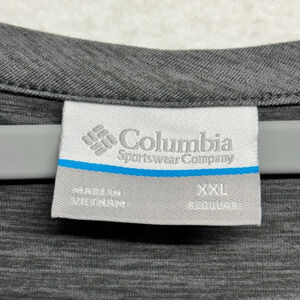 Columbia
Sportswear Company
MADE IN XXL
VIETNAM REGULAR